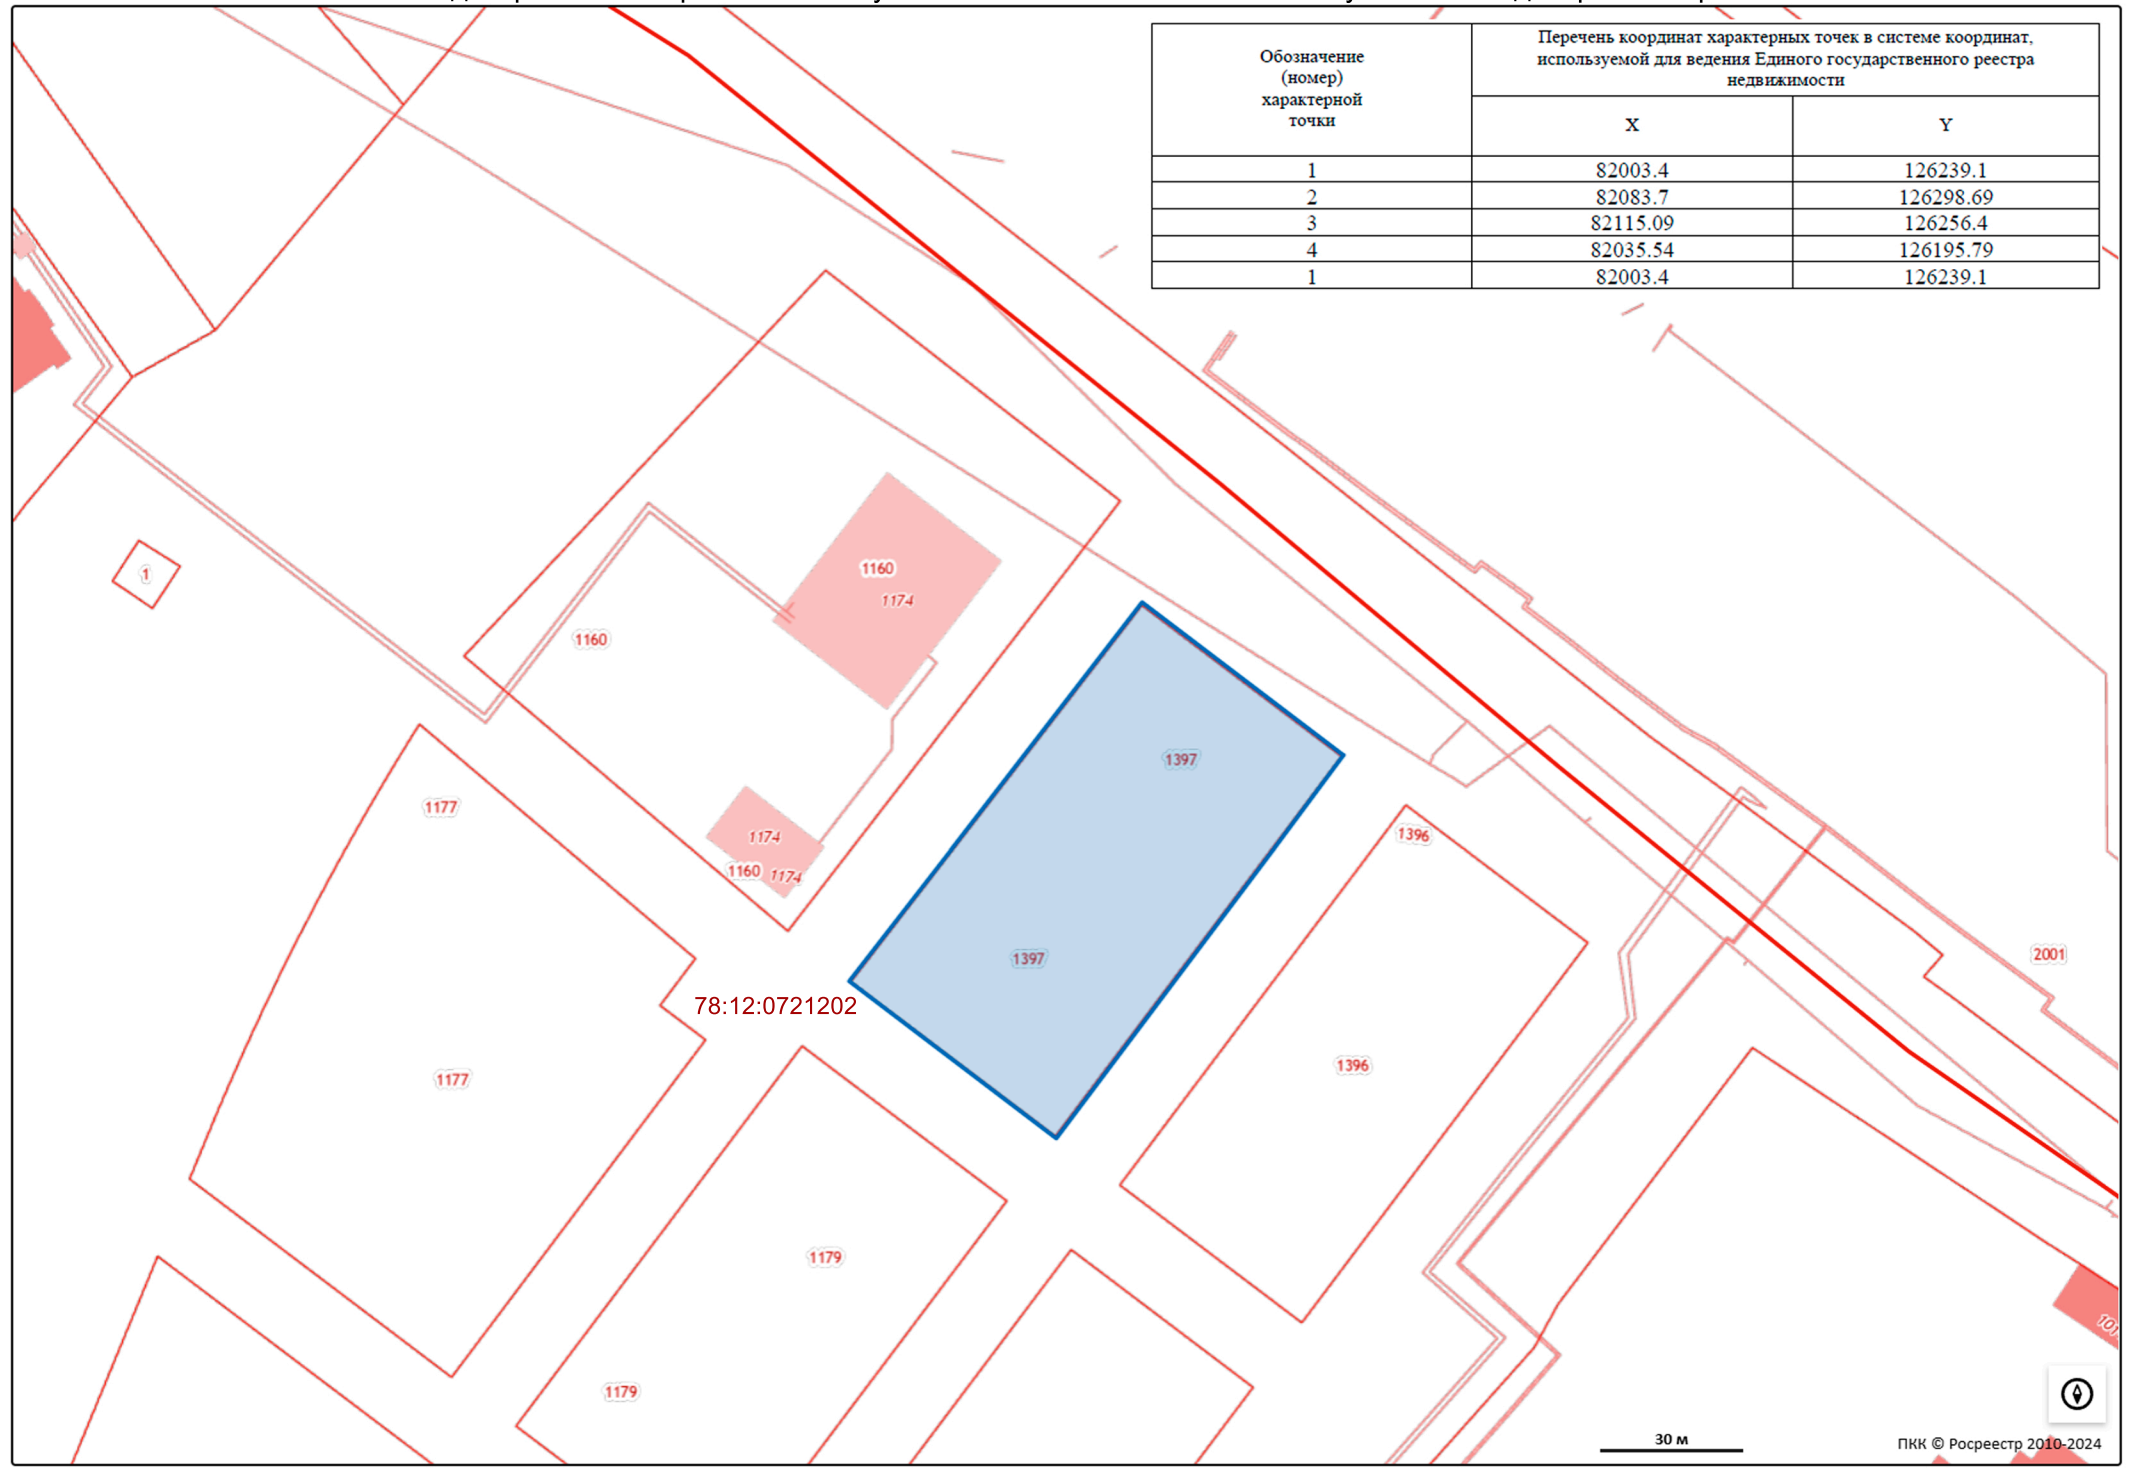 Обозначение
(номер)
характерной
точки
Перечень координат характерных точек в системе координат,
используемой для ведения Единого государственного реестра
недвижимости
X Y
1 82003.4 126239.1
2 82083.7 126298.69
3 82115.09 126256.4
4 82035.54 126195.79
1 82003.4 126239.1
1
1160
1174
1160
1397
1177
1174
1160 1174
1396
1397
2001
78:12:0721202
1177
1396
1179
1179
30 м
ПКК © Росреестр 2010-2024